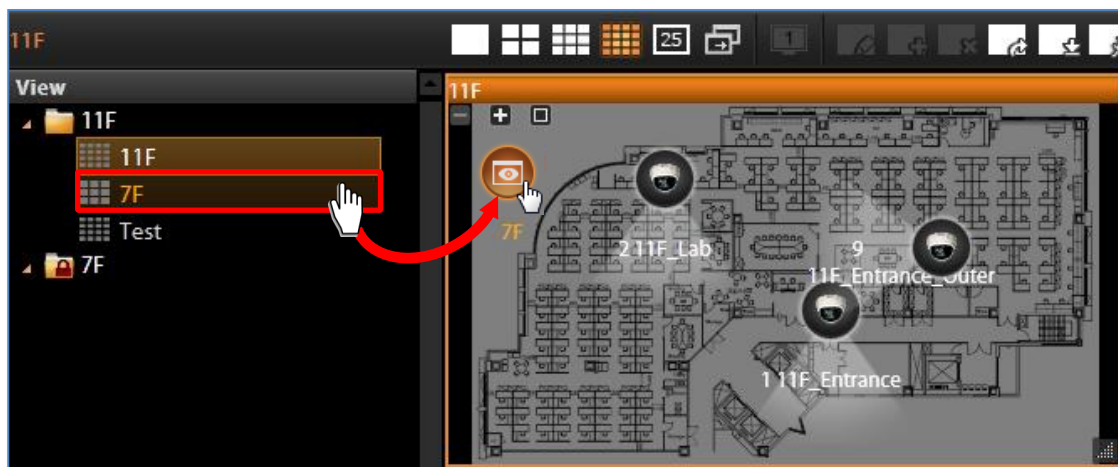 11F
25
1
View
11F
11F
7F
Test
7F
11F
7F
2 11F_Lab
9
11F_Entrance_Outer
1 11F_Entrance